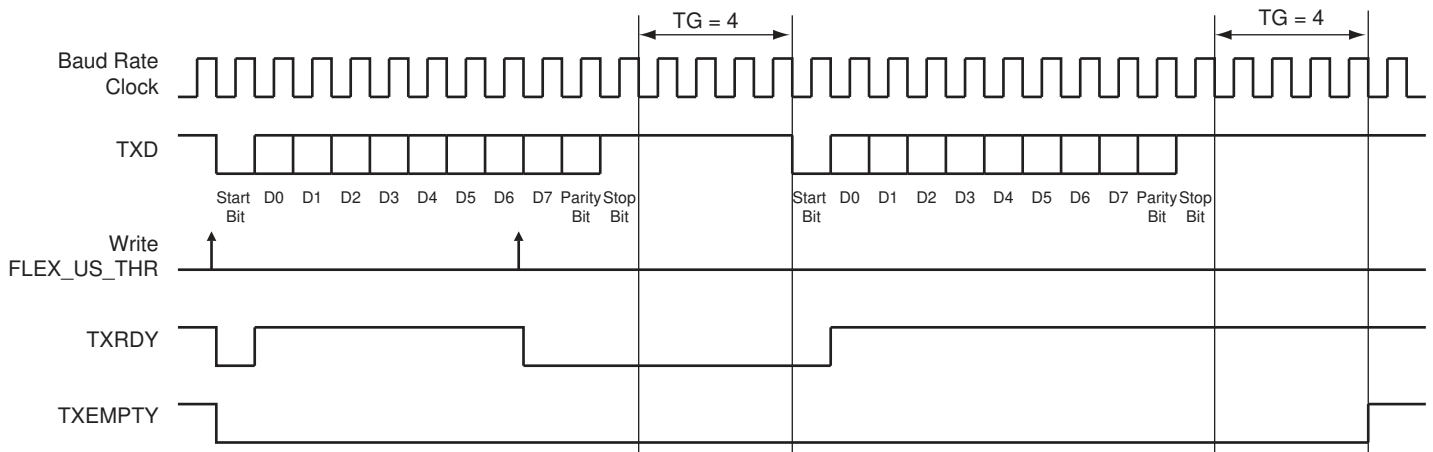 TG = 4 TG = 4
Baud Rate
Clock
TXD
Start D0 D1 D2 D3 D4 D5 D6 D7 Parity Stop Start D0 D1 D2 D3 D4 D5 D6 D7 Parity Stop
Bit Bit Bit Bit Bit Bit
Write
FLEX_US_THR
TXRDY
TXEMPTY